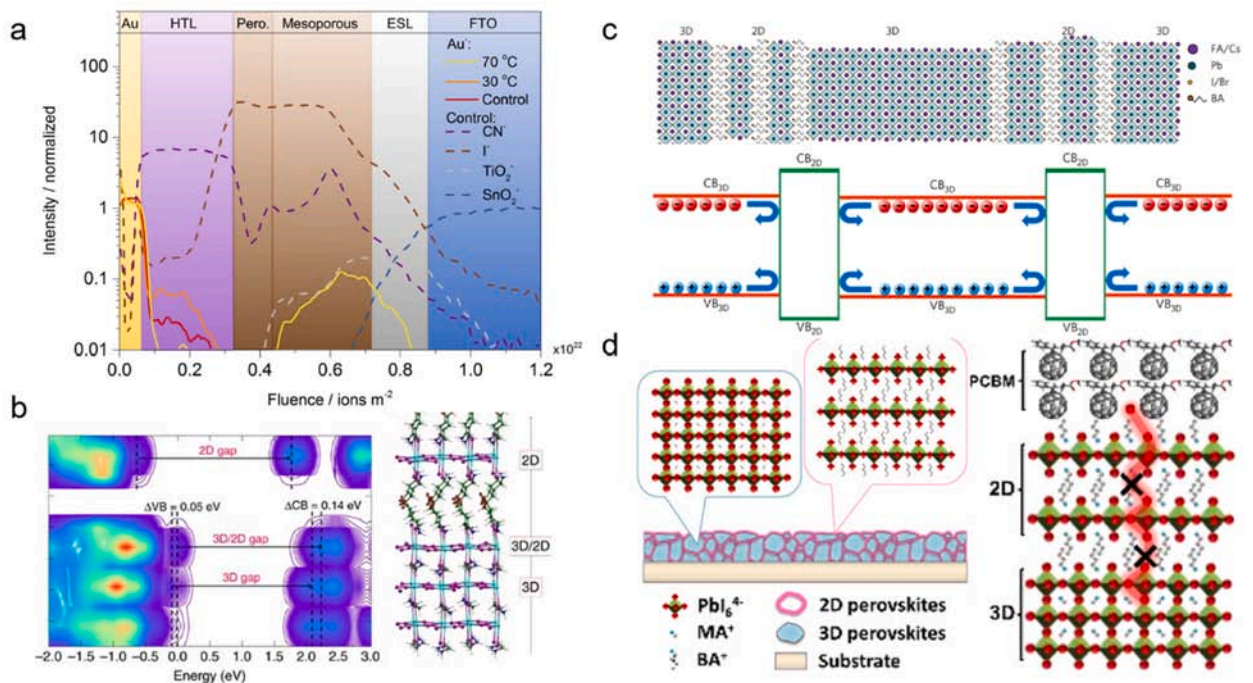 a
Au HTL Pero. Mesoporous ESL FTO
Intensity / normalized
100
10
1
0.1
0.01
Au⁻:
70 °C
30 °C
Control
Control:
CN⁻
I⁻
TiO₂⁻
SnO₂⁻
0.0 0.2 0.4 0.6 0.8 1.0 1.2
x10²²
Fluence / ions m⁻²
b
2D gap
ΔVB = 0.05 eV ΔCB = 0.14 eV
3D/2D gap
3D gap
−2.0 −1.5 −1.0 −0.5 0.0 0.5 1.0 1.5 2.0 2.5 3.0
Energy (eV)
2D
3D/2D
3D
c
3D 2D 3D 2D 3D
FA/Cs
Pb
I/Br
BA
CB2D CB2D
CB3D CB3D CB3D
VB3D VB3D VB3D
VB2D VB2D
d
PbI₆⁴⁻
MA⁺
BA⁺
2D perovskites
3D perovskites
Substrate
PCBM
2D
3D